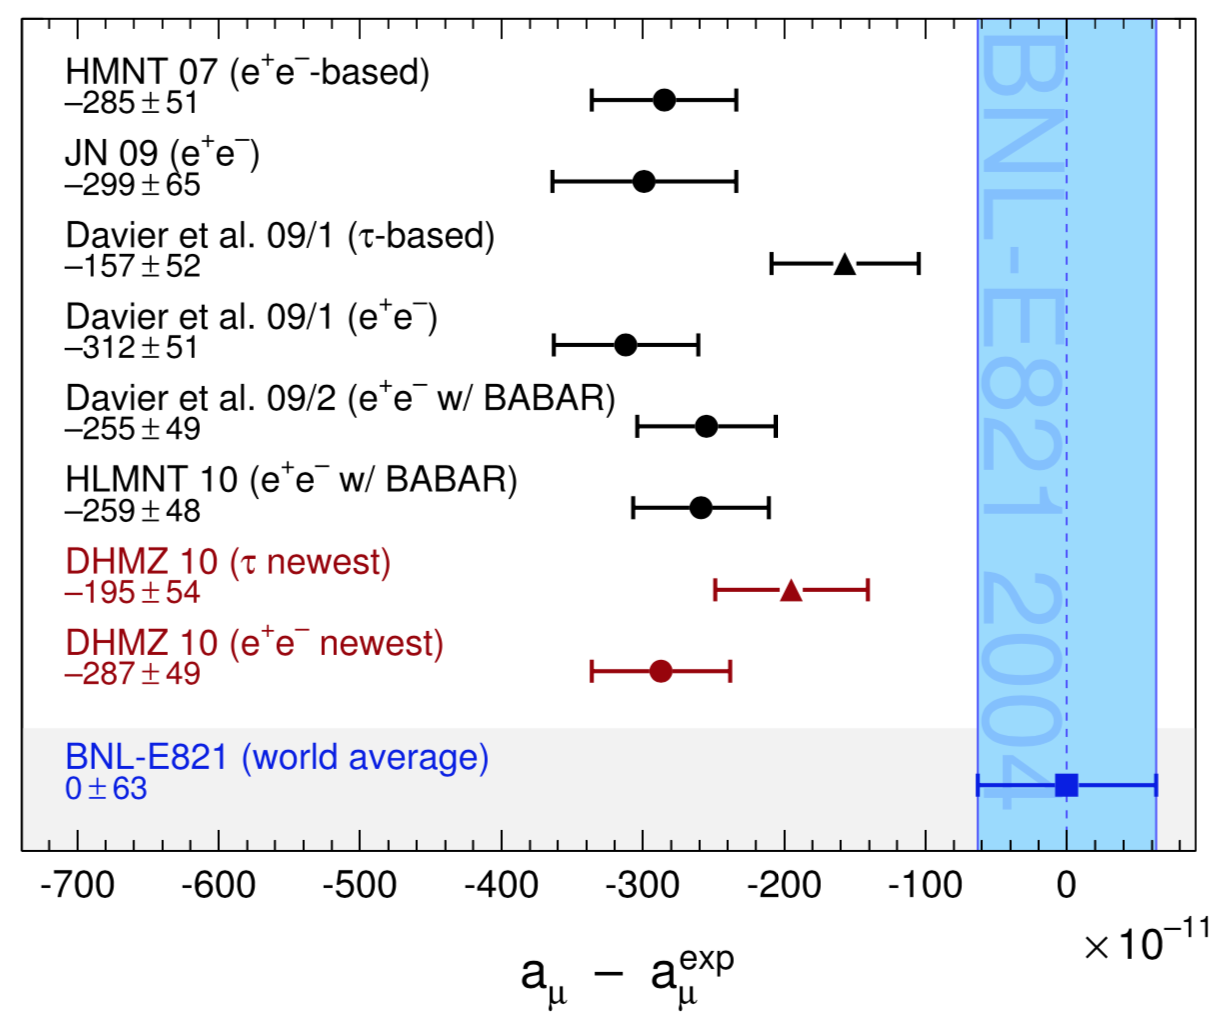 HMNT 07 (e⁺e⁻-based)
–285 ± 51
JN 09 (e⁺e⁻)
–299 ± 65
Davier et al. 09/1 (τ-based)
–157 ± 52
Davier et al. 09/1 (e⁺e⁻)
–312 ± 51
Davier et al. 09/2 (e⁺e⁻ w/ BABAR)
–255 ± 49
HLMNT 10 (e⁺e⁻ w/ BABAR)
–259 ± 48
DHMZ 10 (τ newest)
–195 ± 54
DHMZ 10 (e⁺e⁻ newest)
–287 ± 49
BNL-E821 (world average)
0 ± 63
BNL-E821 2004
-700 -600 -500 -400 -300 -200 -100 0
× 10⁻¹¹
a_μ – a_μ^exp